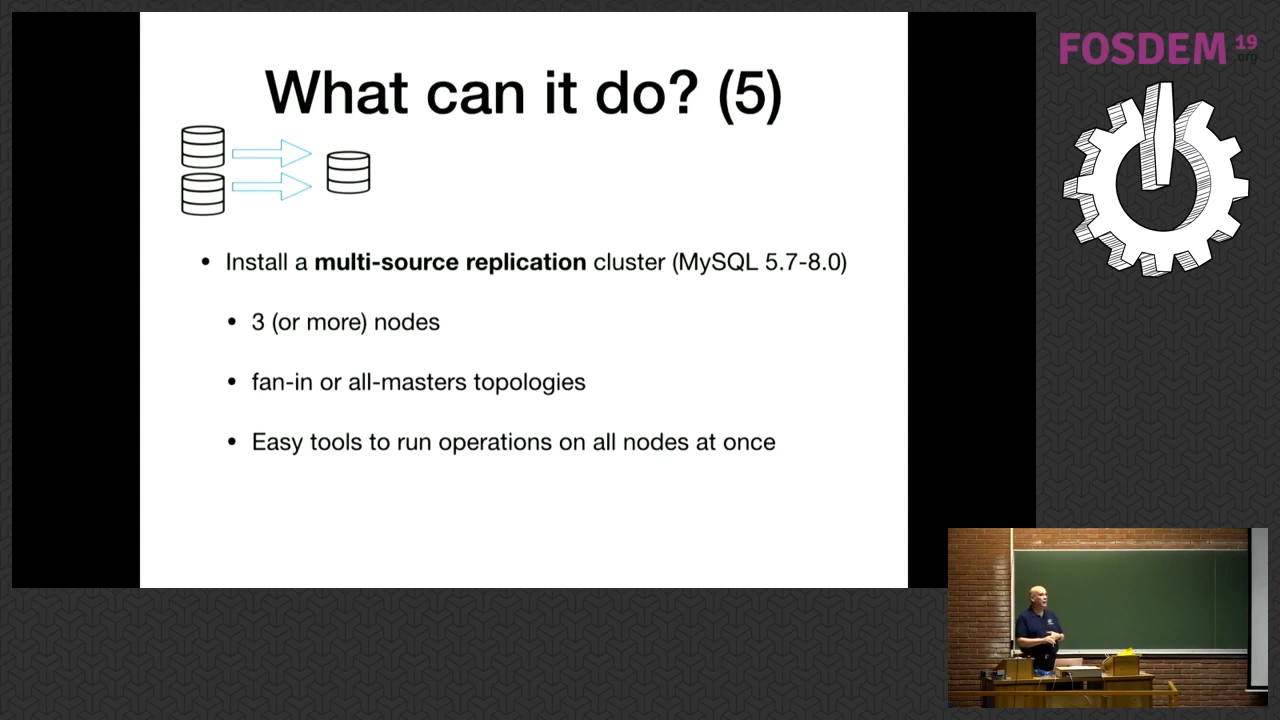 What can it do? (5)
• Install a multi-source replication cluster (MySQL 5.7-8.0)
• 3 (or more) nodes
• fan-in or all-masters topologies
• Easy tools to run operations on all nodes at once
FOSDEM 19
.org